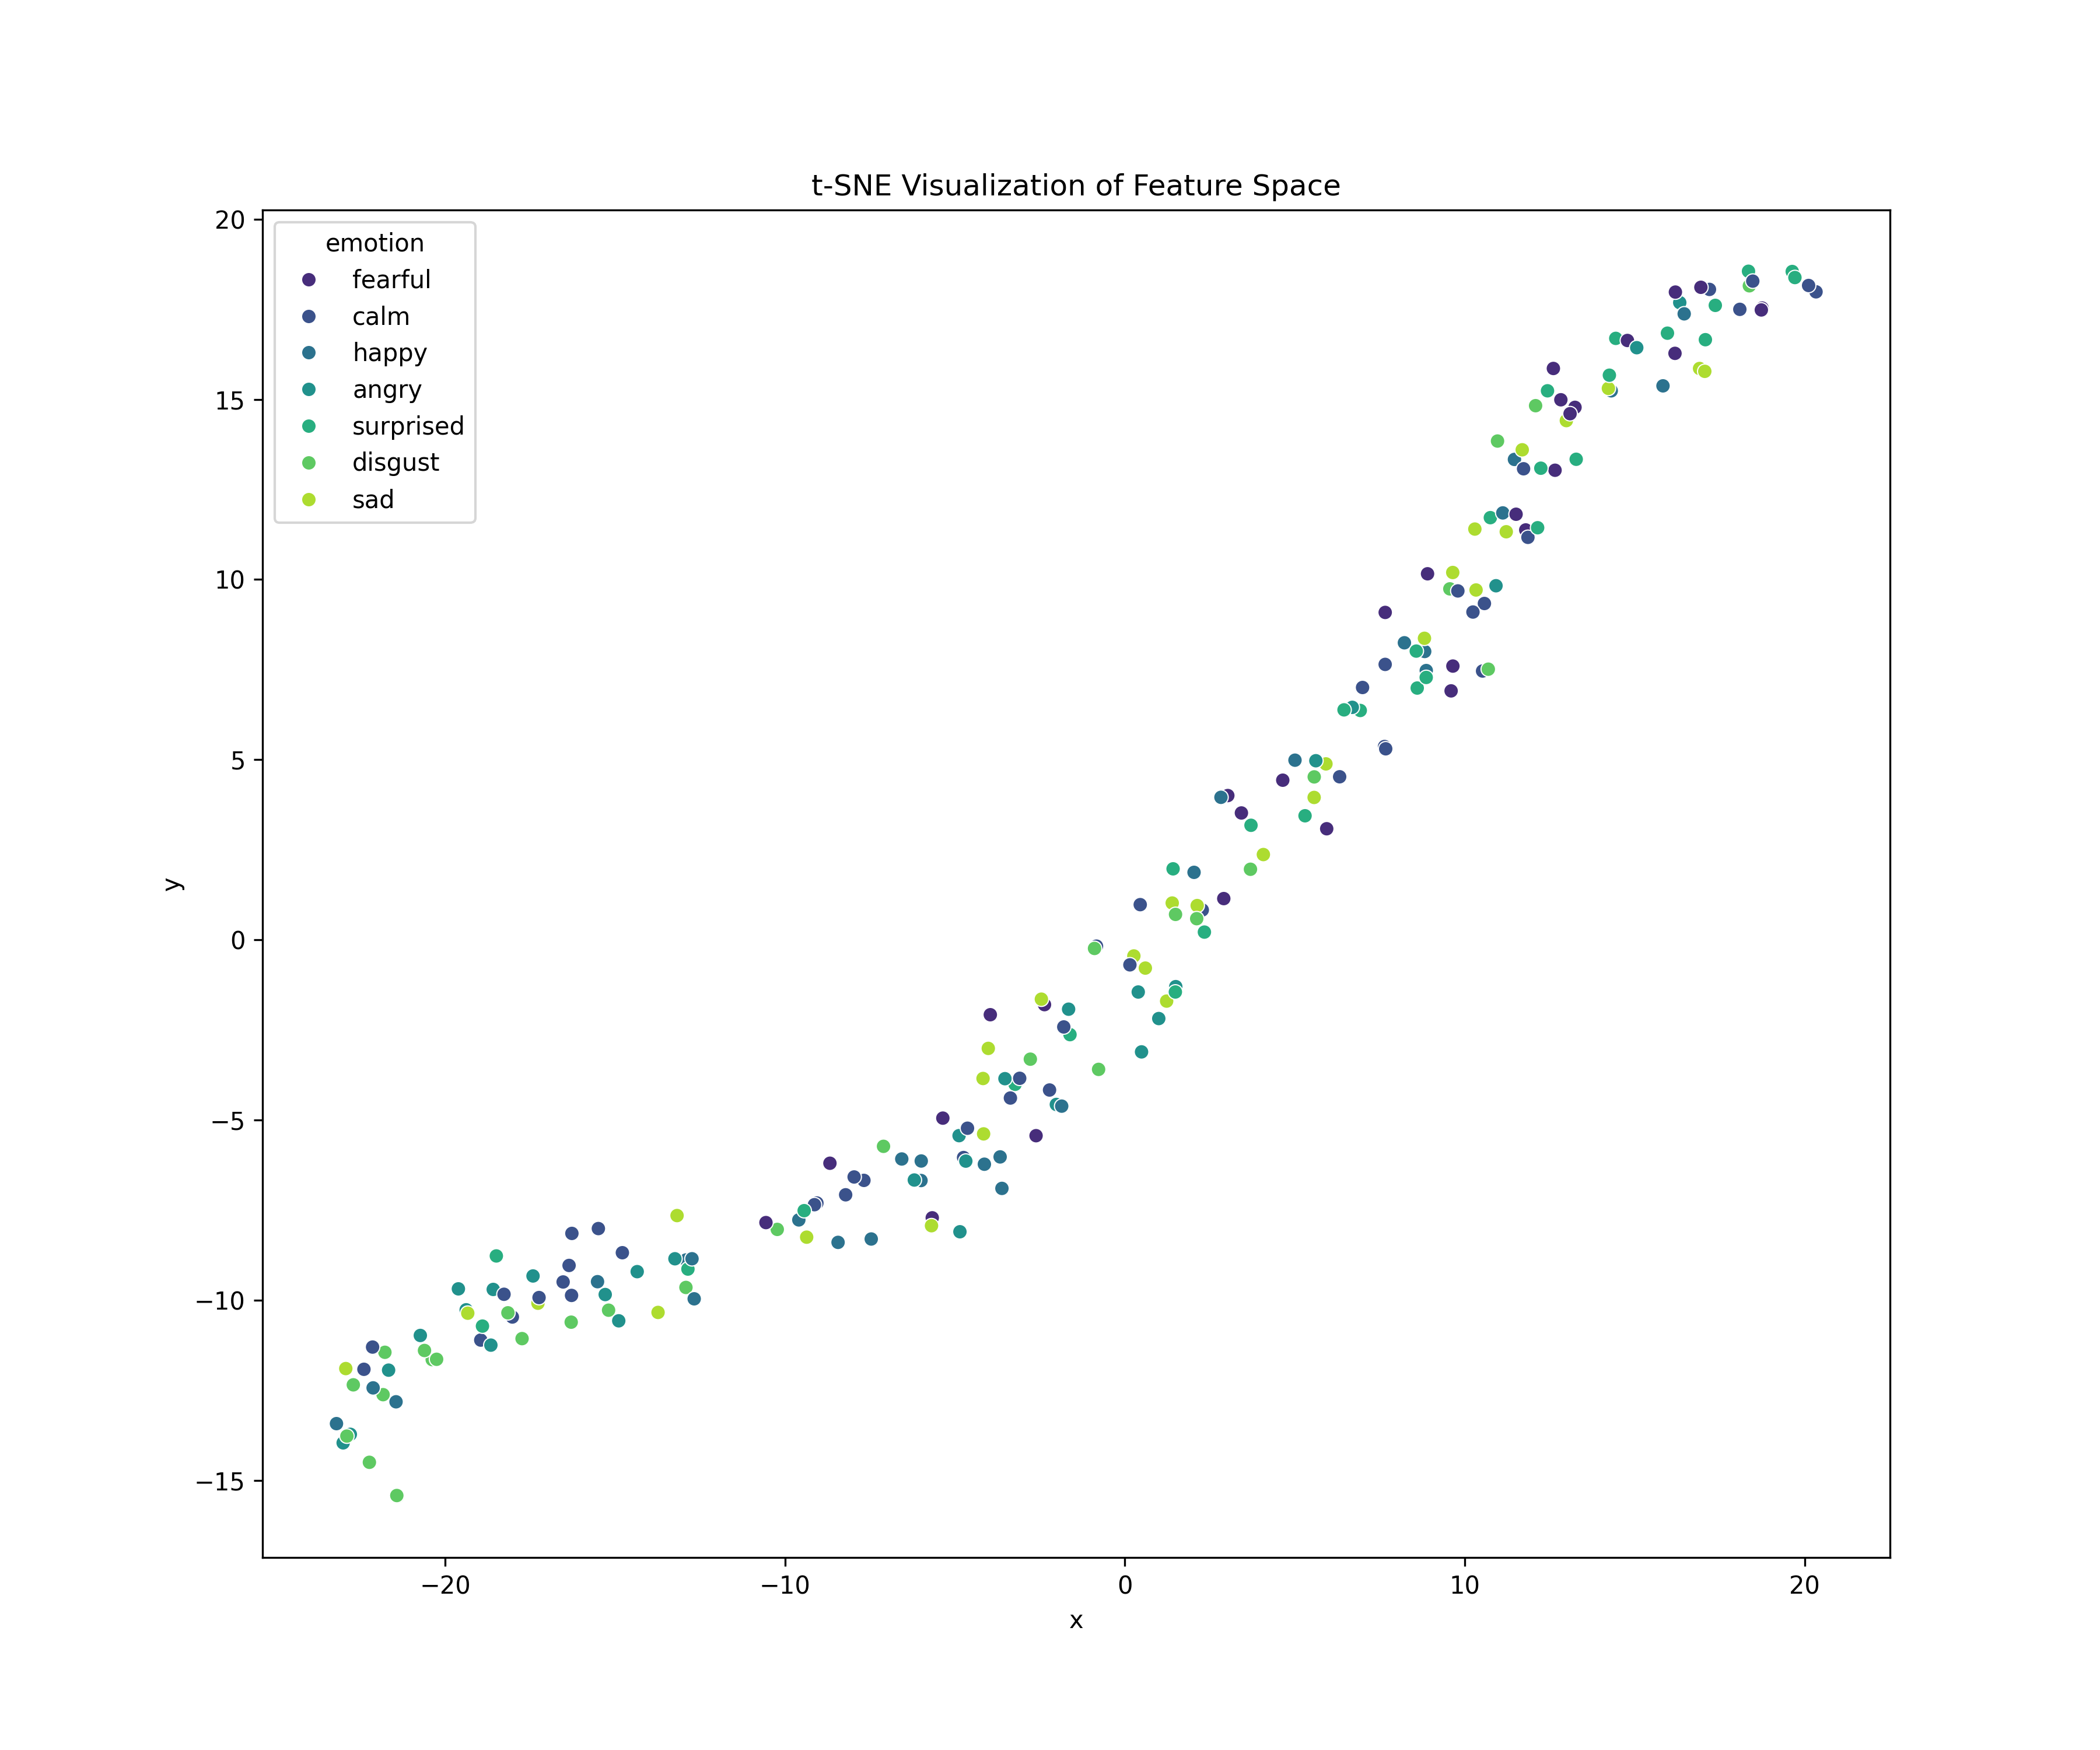 t-SNE Visualization of Feature Space
emotion
fearful
calm
happy
angry
surprised
disgust
sad
20
15
10
5
0
−5
−10
−15
y
−20
−10
0
10
20
x